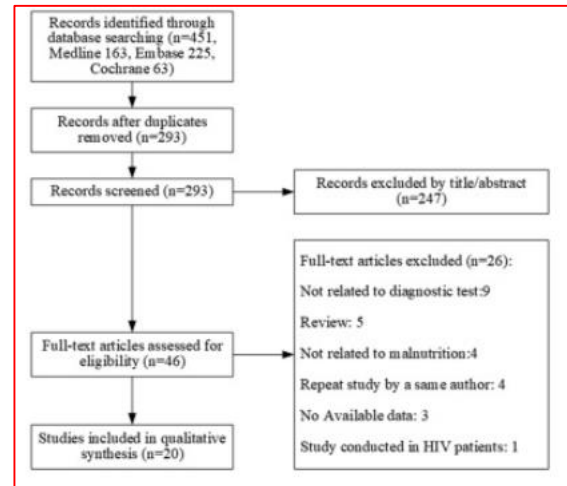 Records identified through
database searching (n=451,
Medline 163, Embase 225,
Cochrane 63)
Records after duplicates
removed (n=293)
Records screened (n=293)
Records excluded by title/abstract
(n=247)
Full-text articles assessed for
eligibility (n=46)
Full-text articles excluded (n=26):
Not related to diagnostic test:9
Review: 5
Not related to malnutrition:4
Repeat study by a same author: 4
No Available data: 3
Study conducted in HIV patients: 1
Studies included in qualitative
synthesis (n=20)